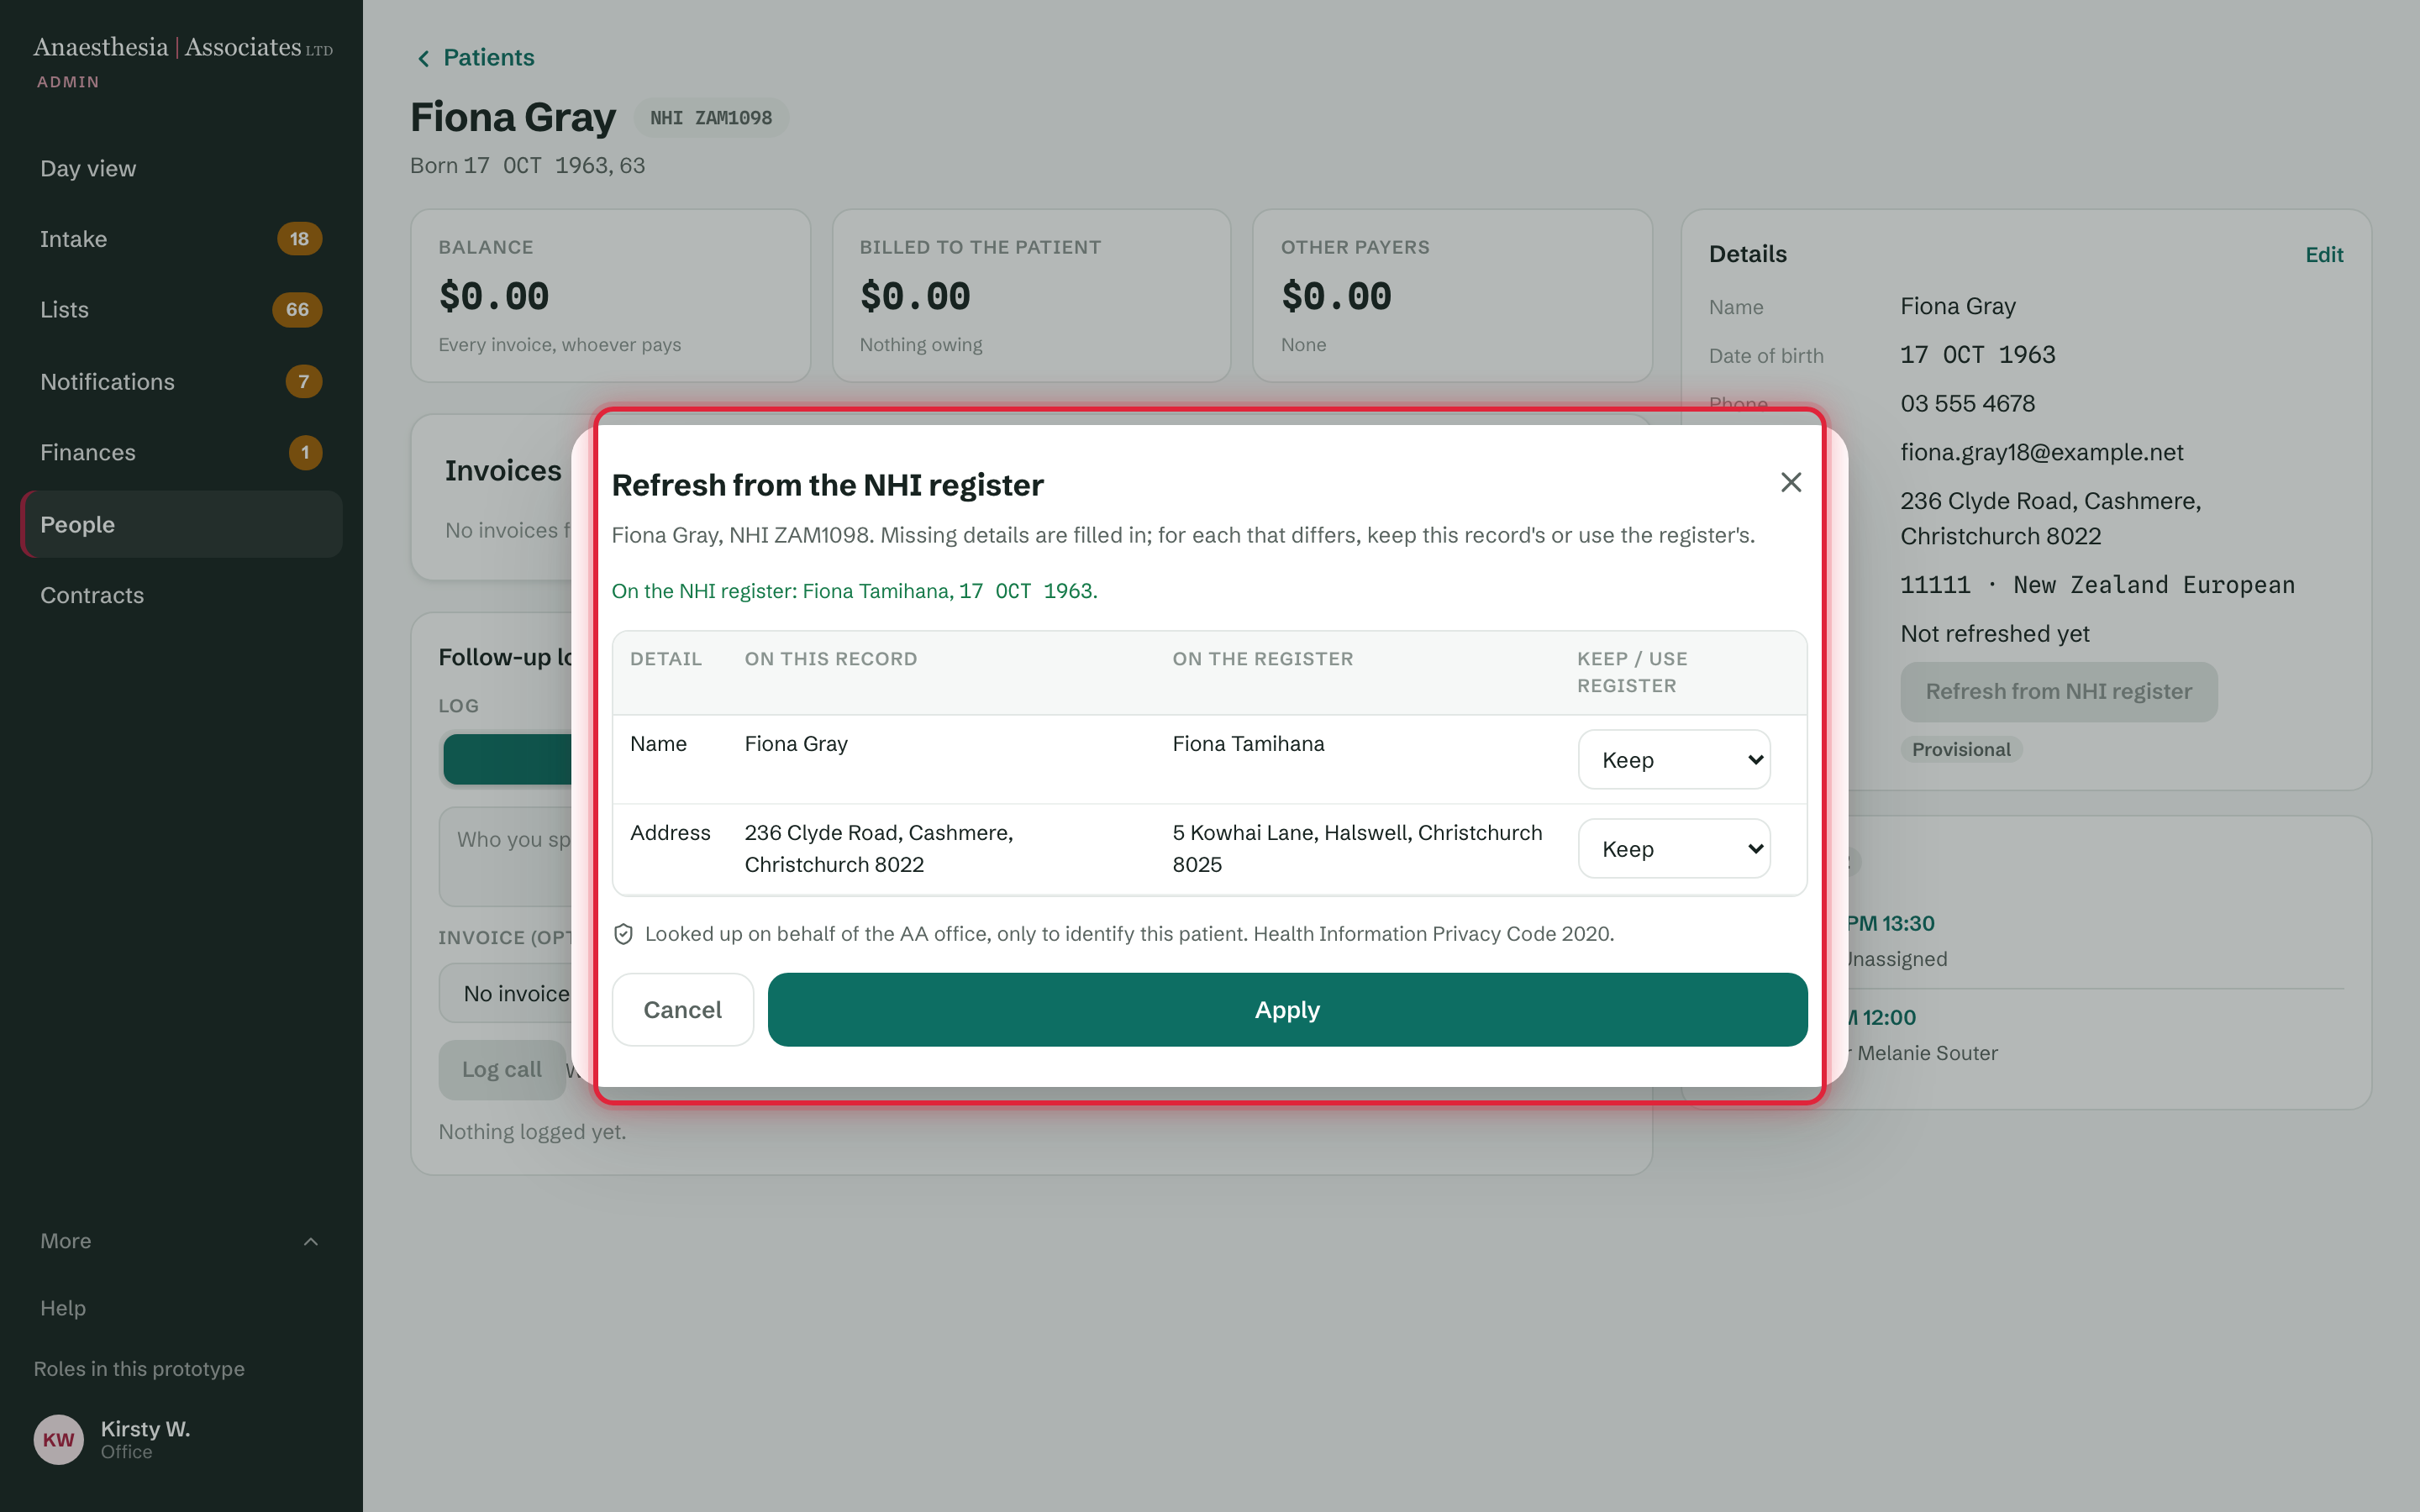 Anaesthesia | Associates LTD
ADMIN
Day view
Intake 18
Lists 66
Notifications 7
Finances 1
People
Contracts
More
Help
Roles in this prototype
KW
Kirsty W.
Office
Patients
Fiona Gray NHI ZAM1098
Born 17 OCT 1963, 63
BALANCE
$0.00
Every invoice, whoever pays
BILLED TO THE PATIENT
$0.00
Nothing owing
OTHER PAYERS
$0.00
None
Invoices
No invoices
Follow-up
LOG
Who you
INVOICE
No invoice
Log call
Nothing logged yet.
Details Edit
Name Fiona Gray
Date of birth 17 OCT 1963
Phone 03 555 4678
fiona.gray18@example.net
236 Clyde Road, Cashmere,
Christchurch 8022
11111 · New Zealand European
Not refreshed yet
Refresh from NHI register
Provisional
PM 13:30
Unassigned
12:00
Melanie Souter
Refresh from the NHI register
Fiona Gray, NHI ZAM1098. Missing details are filled in; for each that differs, keep this record's or use the register's.
On the NHI register: Fiona Tamihana, 17 OCT 1963.
DETAIL ON THIS RECORD ON THE REGISTER KEEP / USE
REGISTER
Name Fiona Gray Fiona Tamihana Keep
Address 236 Clyde Road, Cashmere,
Christchurch 8022
5 Kowhai Lane, Halswell, Christchurch
8025
Keep
Looked up on behalf of the AA office, only to identify this patient. Health Information Privacy Code 2020.
Cancel
Apply